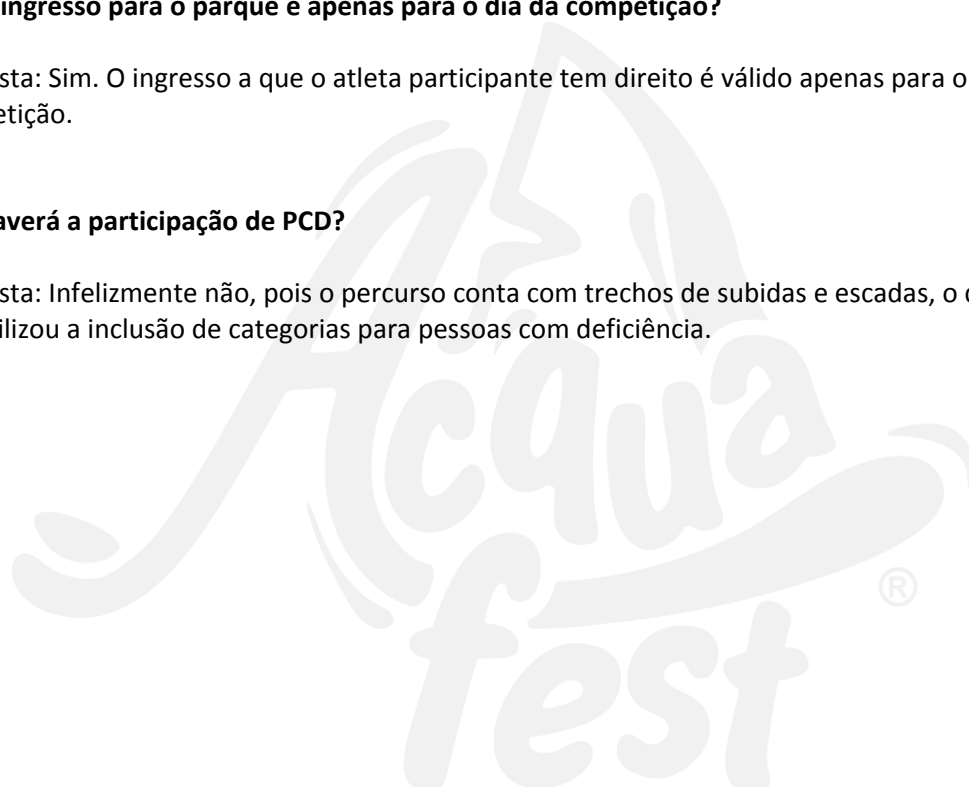 ingresso para o parque é apenas para o dia da competição?
sta: Sim. O ingresso a que o atleta participante tem direito é válido apenas para o
etição.
averá a participação de PCD?
sta: Infelizmente não, pois o percurso conta com trechos de subidas e escadas, o
ilizou a inclusão de categorias para pessoas com deficiência.
Acqua
fest
®